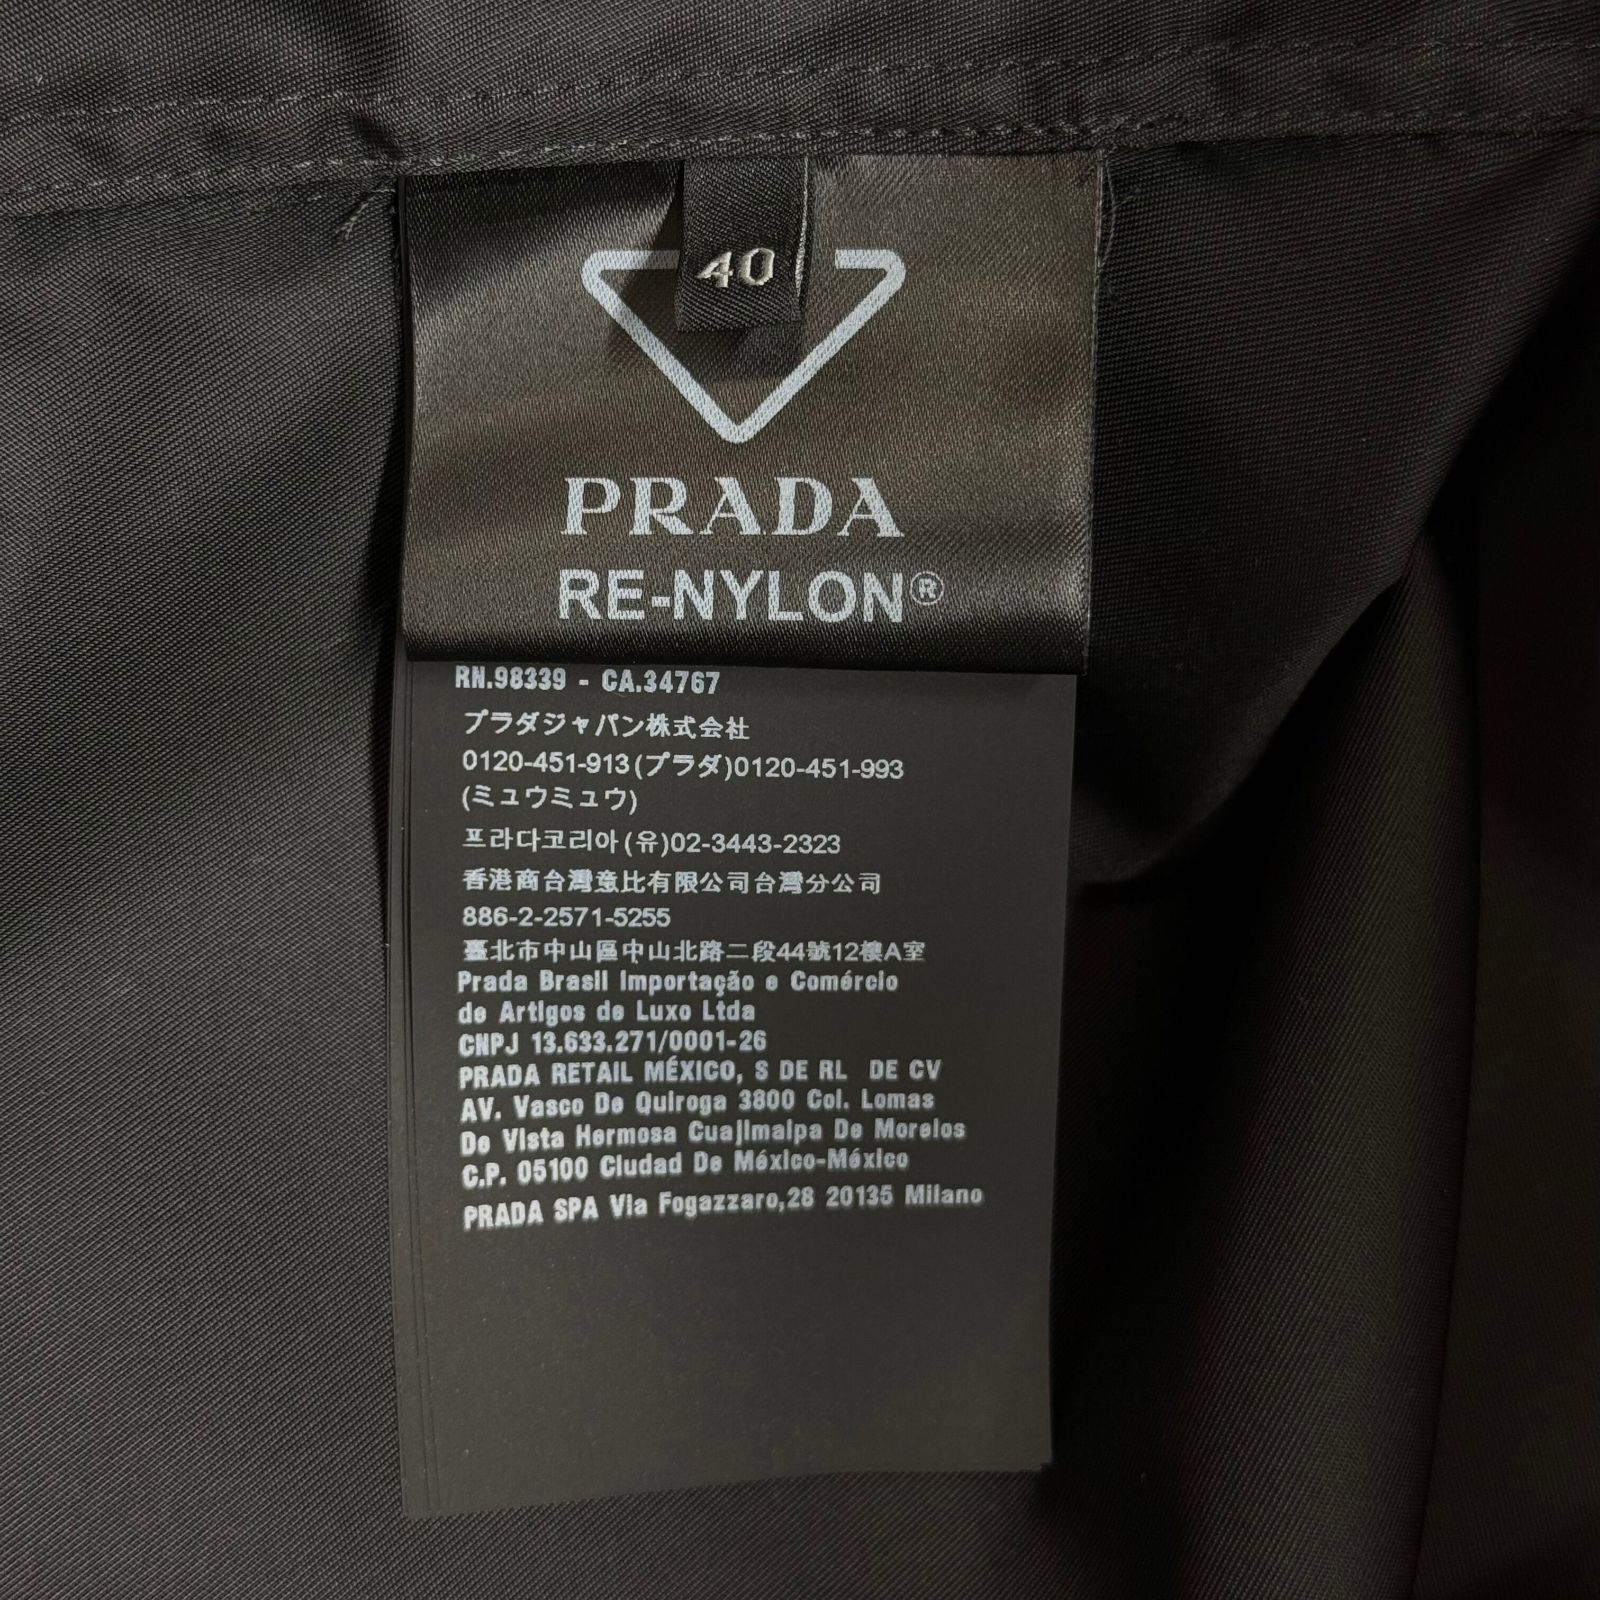 40
PRADA
RE-NYLON®
RN.98339 - CA.34767
プラダジャパン株式会社
0120-451-913(プラダ)0120-451-993
(ミュウミュウ)
프라다코리아(유)02-3443-2323
香港商台灣意比有限公司台灣分公司
886-2-2571-5255
臺北市中山區中山北路二段44號12樓A室
Prada Brasil Importação e Comércio
de Artigos de Luxo Ltda
CNPJ 13.633.271/0001-26
PRADA RETAIL MÉXICO, S DE RL DE CV
AV. Vasco De Quiroga 3800 Col. Lomas
De Vista Hermosa Cuajimalpa De Morelos
C.P. 05100 Ciudad De México-México
PRADA SPA Via Fogazzaro,28 20135 Milano